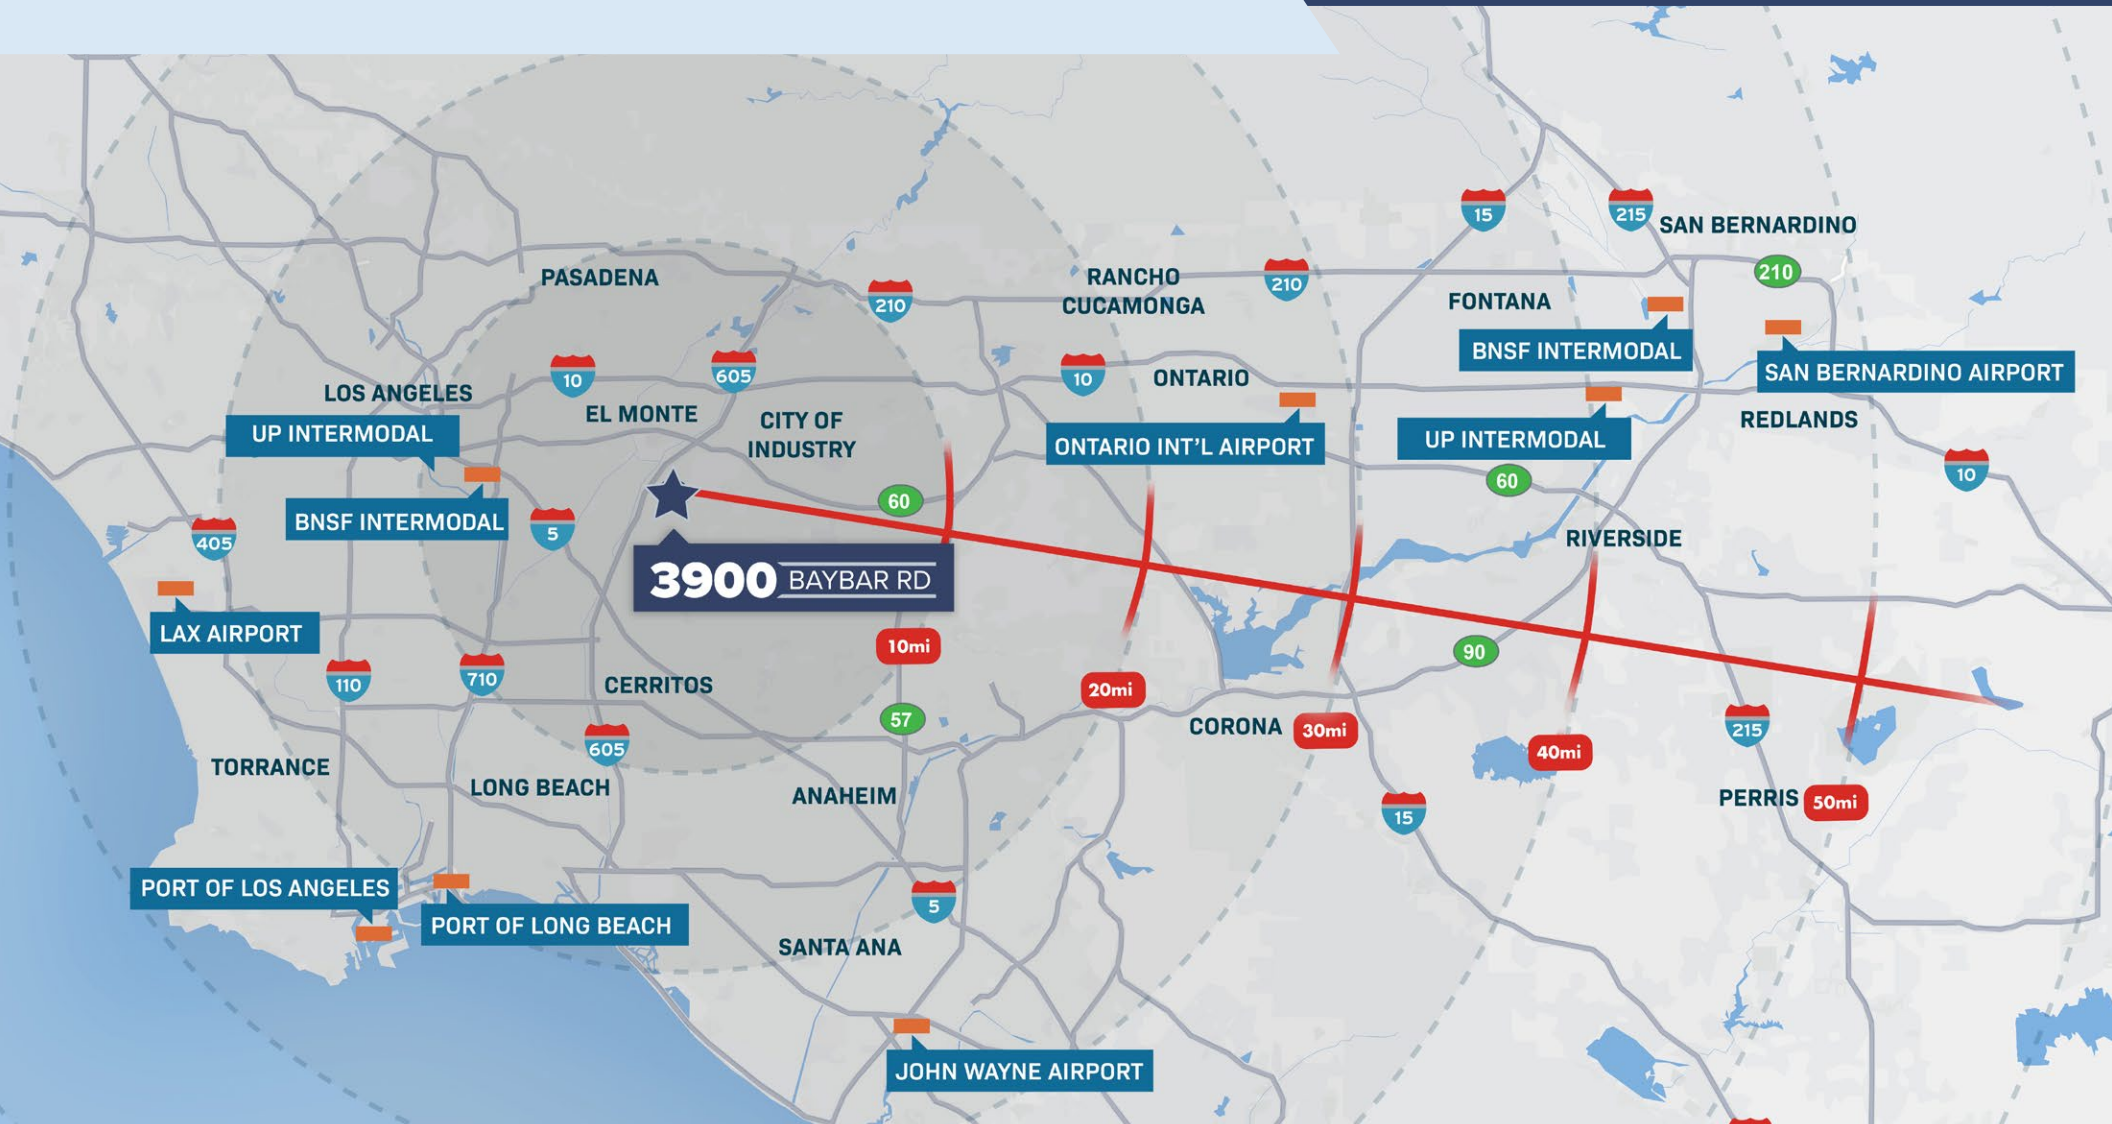 15
215
SAN BERNARDINO
PASADENA
210
RANCHO
CUCAMONGA
210
210
FONTANA
BNSF INTERMODAL
SAN BERNARDINO AIRPORT
10
605
10
ONTARIO
LOS ANGELES
EL MONTE
CITY OF
INDUSTRY
UP INTERMODAL
ONTARIO INT'L AIRPORT
UP INTERMODAL
REDLANDS
10
60
60
BNSF INTERMODAL
5
405
RIVERSIDE
3900 BAYBAR RD
LAX AIRPORT
10mi
90
110
710
CERRITOS
20mi
57
CORONA
30mi
215
605
40mi
TORRANCE
LONG BEACH
ANAHEIM
PERRIS
50mi
15
PORT OF LOS ANGELES
5
PORT OF LONG BEACH
SANTA ANA
JOHN WAYNE AIRPORT